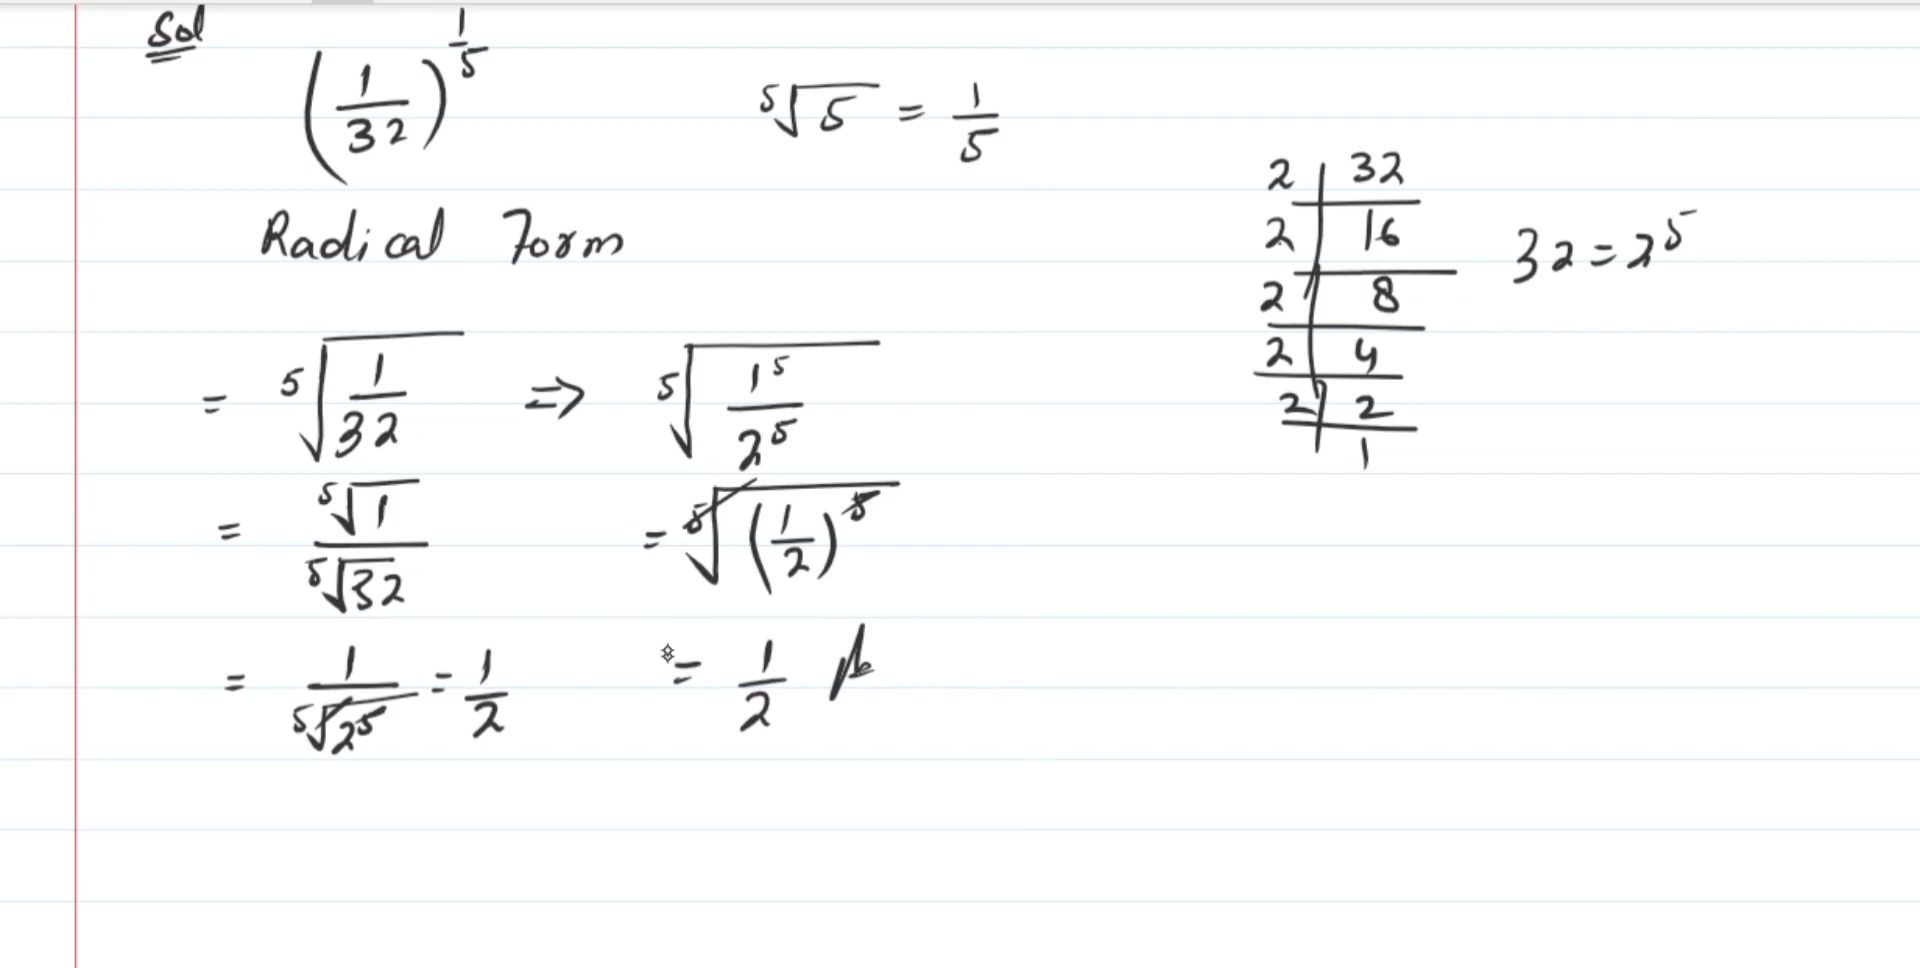 Sol
(1/32)^(1/5)
⁵√5 = 1/5
Radical Form
= ⁵√(1/32) ⇒ ⁵√(1⁵/2⁵)
= ⁵√1/⁵√32 = ⁵√((1/2)⁵)
= 1/⁵√2⁵ = 1/2 = 1/2
2 | 32
2 | 16
2 | 8
2 | 4
2 | 2
1
32 = 2⁵